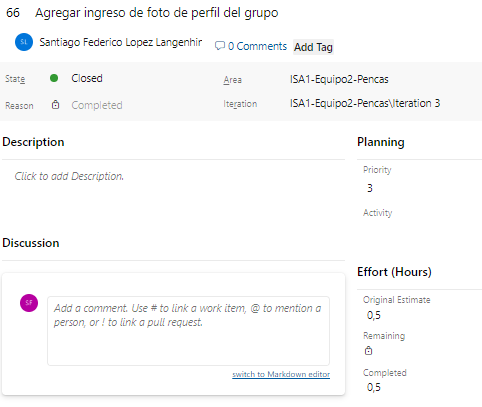 66 Agregar ingreso de foto de perfil del grupo
SL Santiago Federico Lopez Langenhir 0 Comments Add Tag
State Closed Area ISA1-Equipo2-Pencas
Reason Completed Iteration ISA1-Equipo2-Pencas\Iteration 3
Description
Click to add Description.
Planning
Priority
3
Activity
Discussion
SF
Add a comment. Use # to link a work item, @ to mention a
person, or ! to link a pull request.
switch to Markdown editor
Effort (Hours)
Original Estimate
0,5
Remaining
Completed
0,5